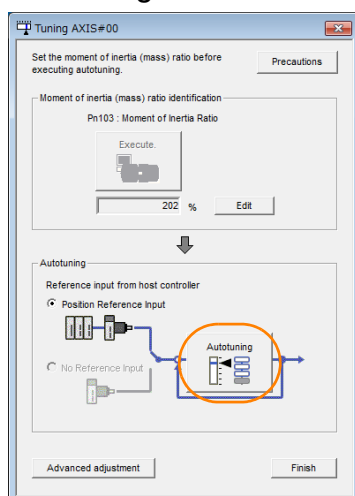 Tuning AXIS#00
Set the moment of inertia (mass) ratio before
executing autotuning.
Precautions
Moment of inertia (mass) ratio identification
Pn103 : Moment of Inertia Ratio
Execute.
202 %
Edit
Autotuning
Reference input from host controller
Position Reference Input
Autotuning
No Reference Input
Advanced adjustment
Finish